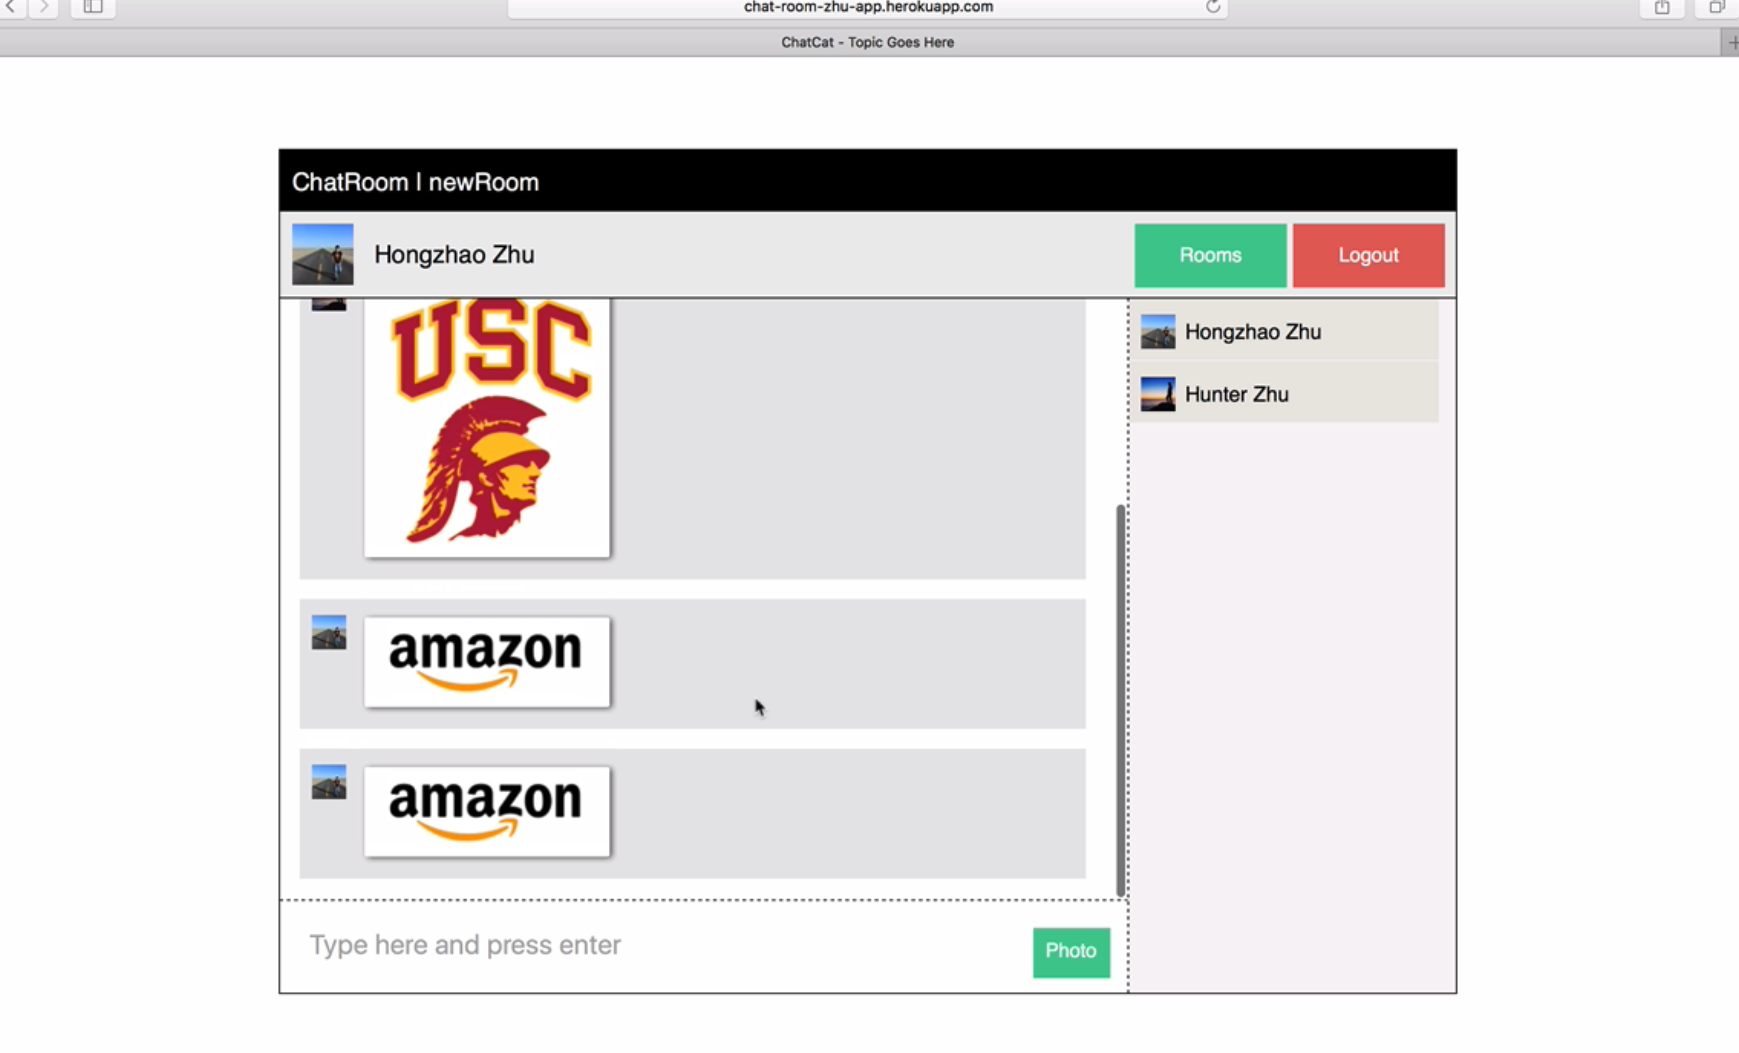 chat-room-zhu-app.herokuapp.com
ChatCat - Topic Goes Here
ChatRoom | newRoom
Hongzhao Zhu
Rooms
Logout
USC
Hongzhao Zhu
Hunter Zhu
amazon
amazon
Type here and press enter
Photo